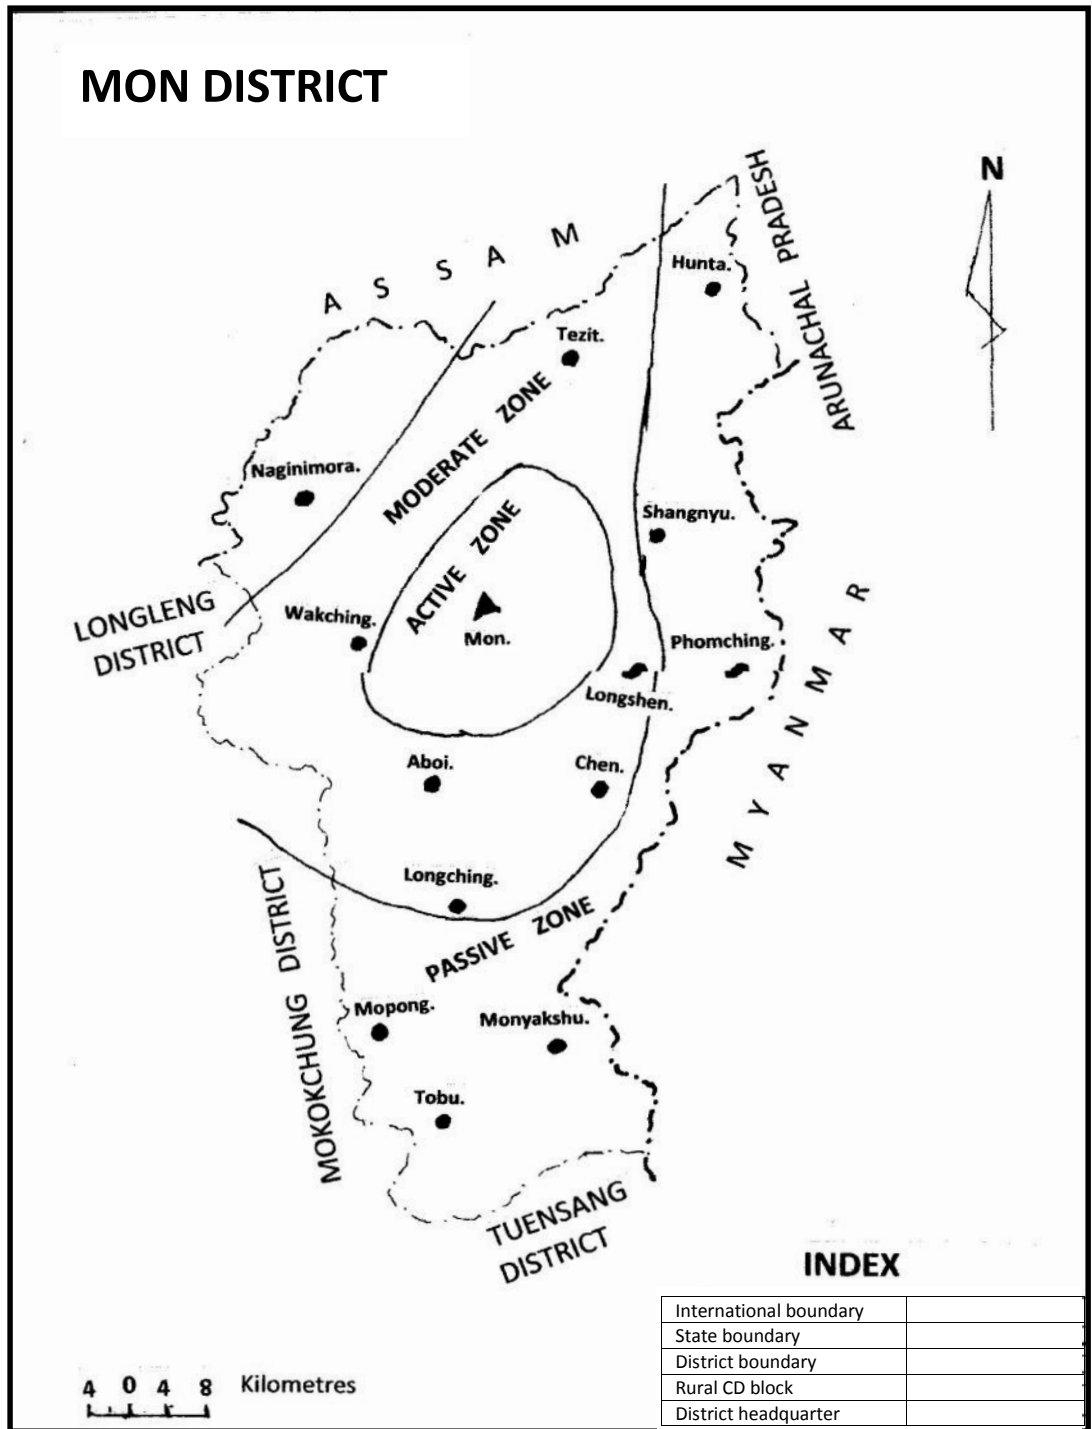 MON DISTRICT
N
ASSAM
ARUNACHAL PRADESH
Hunta.
Tezit.
MODERATE ZONE
Naginimora.
ACTIVE ZONE
Shangnyu.
LONGLENG
DISTRICT
Wakching.
Mon.
Phomching.
Longshen.
MYANMAR
Aboi.
Chen.
Longching.
PASSIVE ZONE
MOKOKCHUNG DISTRICT
Mopong.
Monyakshu.
Tobu.
TUENSANG
DISTRICT
INDEX
International boundary
State boundary
District boundary
Rural CD block
District headquarter
4 0 4 8 Kilometres